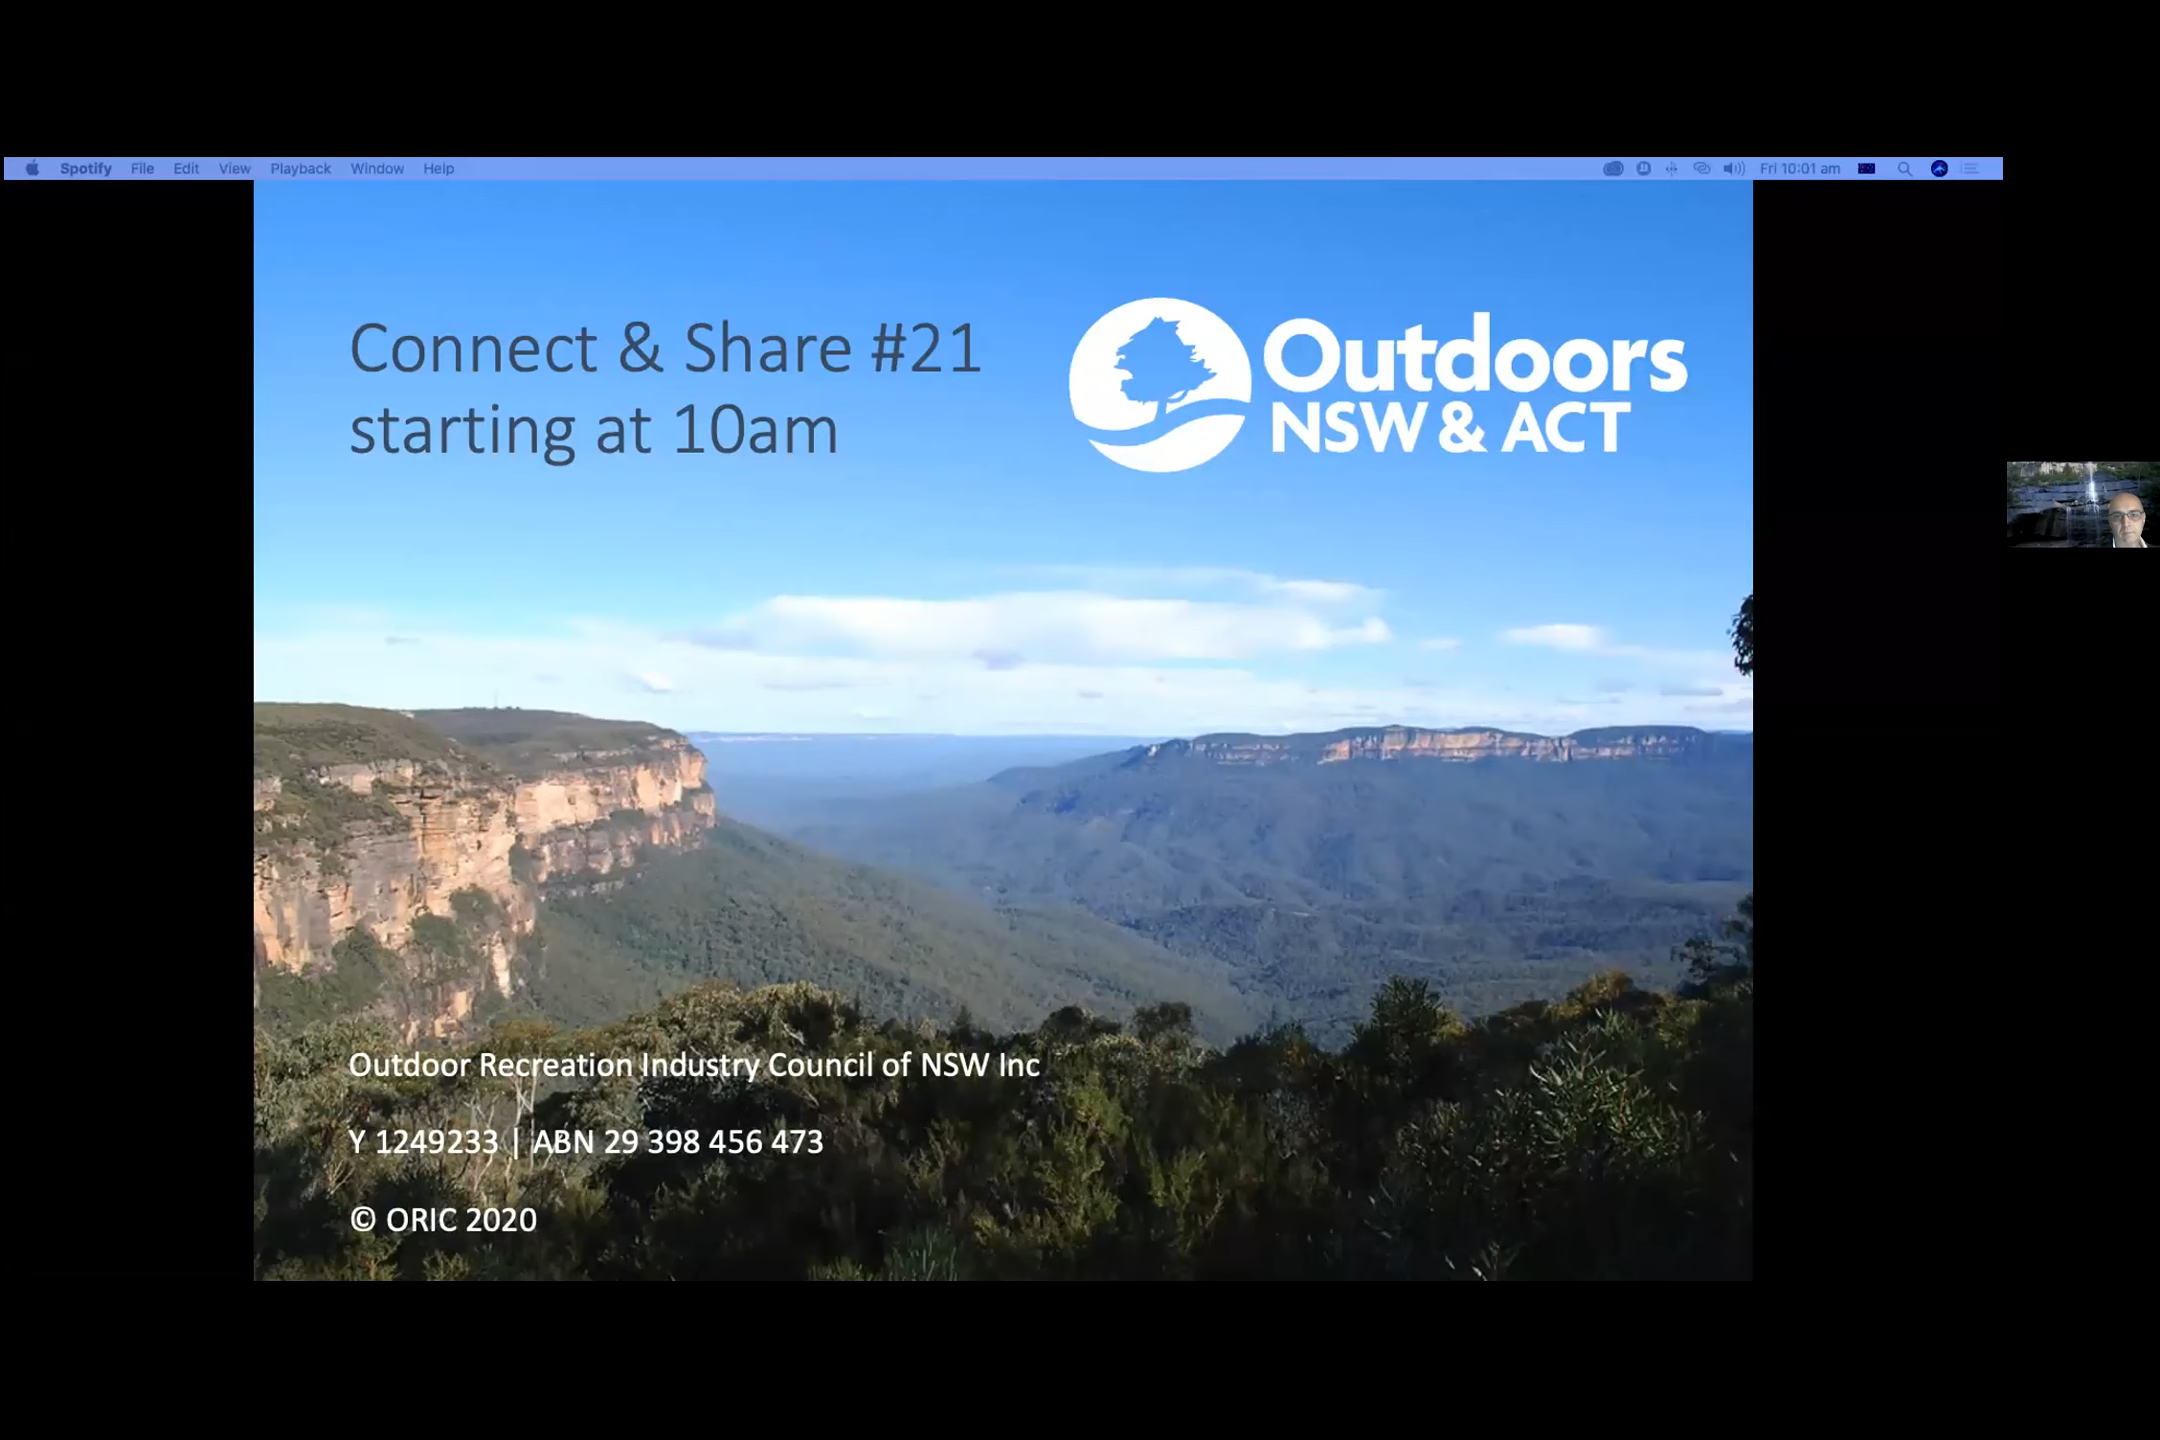 Spotify File Edit View Playback Window Help Fri 10:01 am
Connect & Share #21
starting at 10am
Outdoors
NSW & ACT
Outdoor Recreation Industry Council of NSW Inc
Y 1249233 | ABN 29 398 456 473
© ORIC 2020